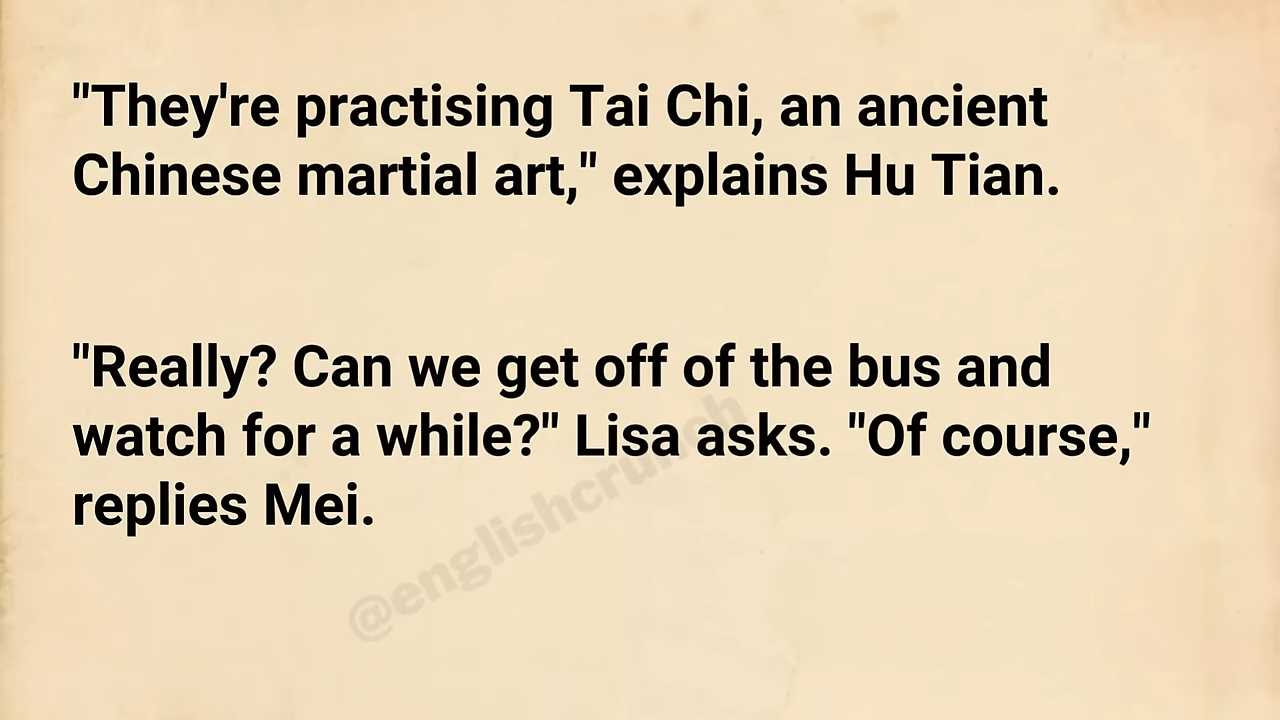 "They're practising Tai Chi, an ancient
Chinese martial art," explains Hu Tian.
"Really? Can we get off of the bus and
watch for a while?" Lisa asks. "Of course,"
replies Mei.
@englishcrunch